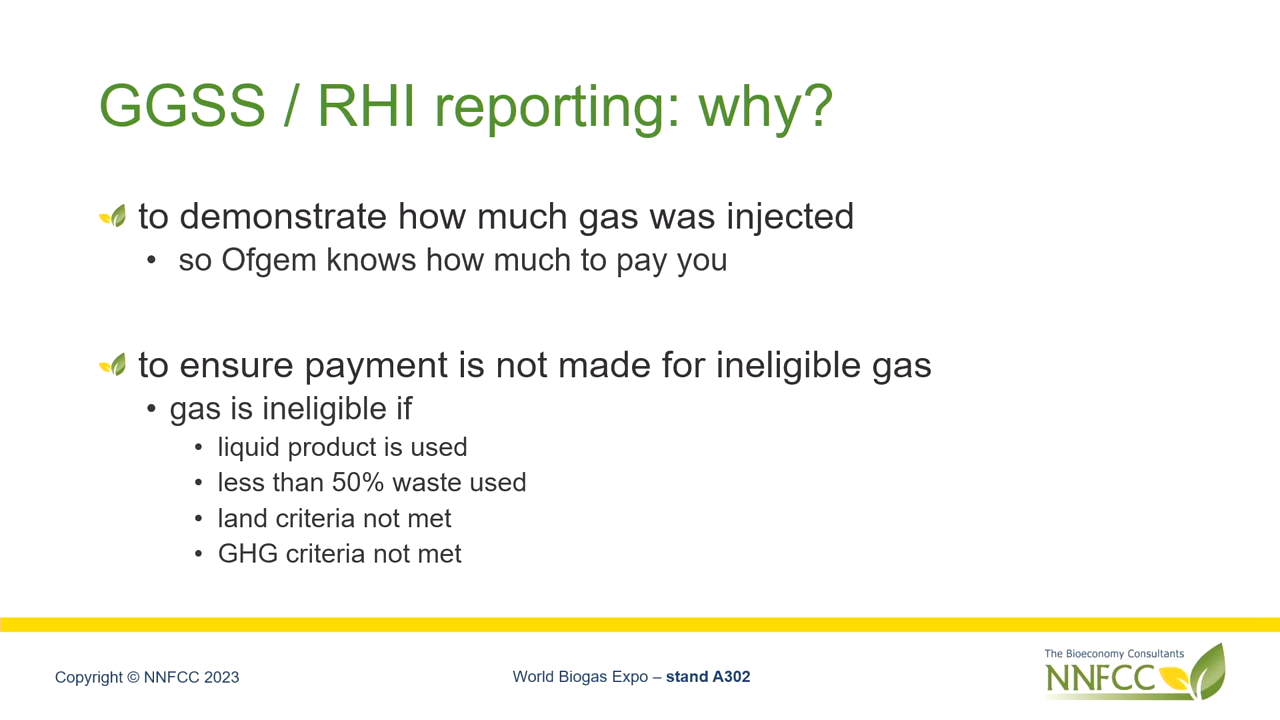 GGSS / RHI reporting: why?
to demonstrate how much gas was injected
• so Ofgem knows how much to pay you
to ensure payment is not made for ineligible gas
• gas is ineligible if
• liquid product is used
• less than 50% waste used
• land criteria not met
• GHG criteria not met
Copyright © NNFCC 2023
World Biogas Expo – stand A302
The Bioeconomy Consultants
NNFCC